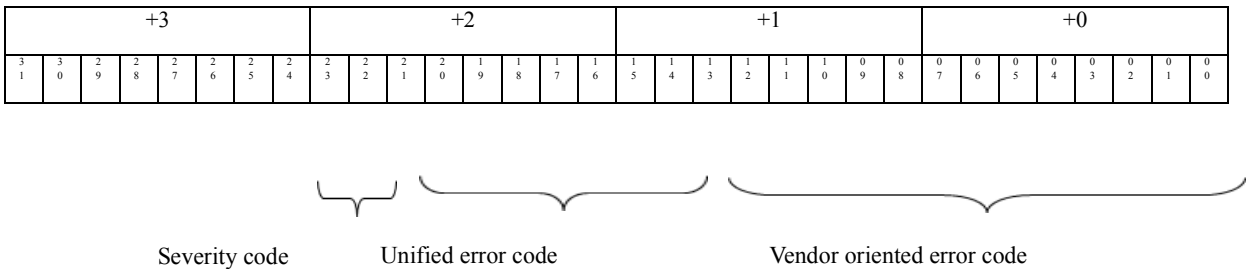 +3 +2 +1 +0
31 30 29 28 27 26 25 24 23 22 21 20 19 18 17 16 15 14 13 12 11 10 09 08 07 06 05 04 03 02 01 00
Severity code Unified error code Vendor oriented error code